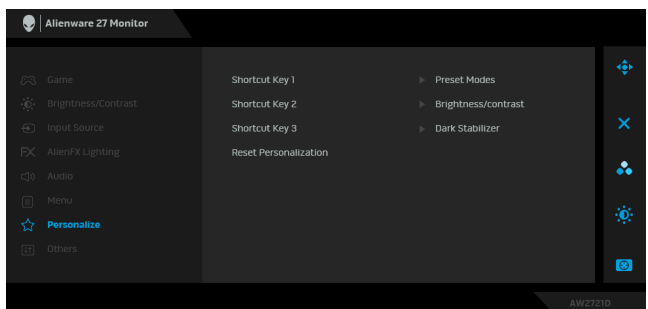 Alienware 27 Monitor
Game
Shortcut Key 1 Preset Modes
Brightness/Contrast
Shortcut Key 2 Brightness/contrast
Input Source
Shortcut Key 3 Dark Stabilizer
AlienFX Lighting
Reset Personalization
Audio
Menu
Personalize
Others
AW2721D